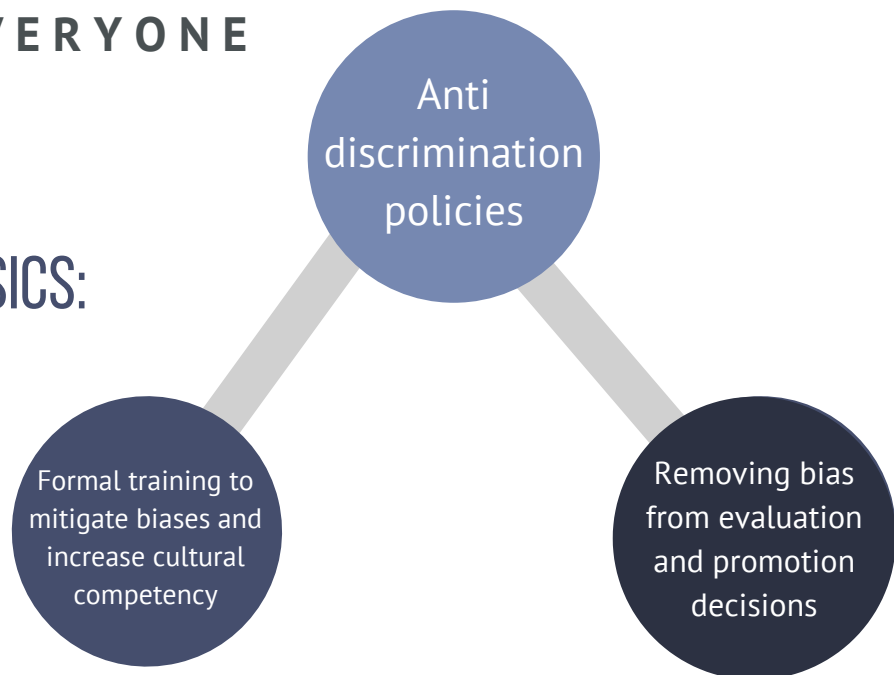 VERYONE
SICS:
Anti
discrimination
policies
Formal training to
mitigate biases and
increase cultural
competency
Removing bias
from evaluation
and promotion
decisions